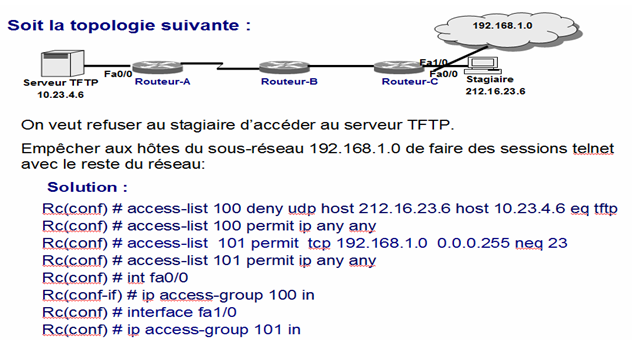 Soit la topologie suivante :
192.168.1.0
Fa0/0
Fa1/0
Fa0/0
Serveur TFTP
10.23.4.6
Routeur-A
Routeur-B
Routeur-C
Stagiaire
212.16.23.6
On veut refuser au stagiaire d'accéder au serveur TFTP.
Empêcher aux hôtes du sous-réseau 192.168.1.0 de faire des sessions telnet
avec le reste du réseau:
Solution :
Rc(conf) # access-list 100 deny udp host 212.16.23.6 host 10.23.4.6 eq tftp
Rc(conf) # access-list 100 permit ip any any
Rc(conf) # access-list 101 permit tcp 192.168.1.0 0.0.0.255 neq 23
Rc(conf) # access-list 101 permit ip any any
Rc(conf) # int fa0/0
Rc(conf-if) # ip access-group 100 in
Rc(conf) # interface fa1/0
Rc(conf) # ip access-group 101 in